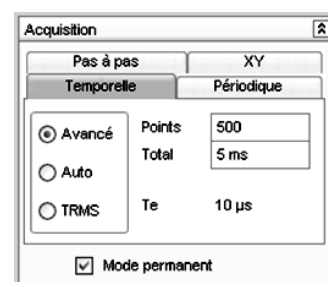 Acquisition
Pas à pas XY
Temporelle Périodique
Avancé Points 500
Total 5 ms
Auto
TRMS Te 10 µs
Mode permanent